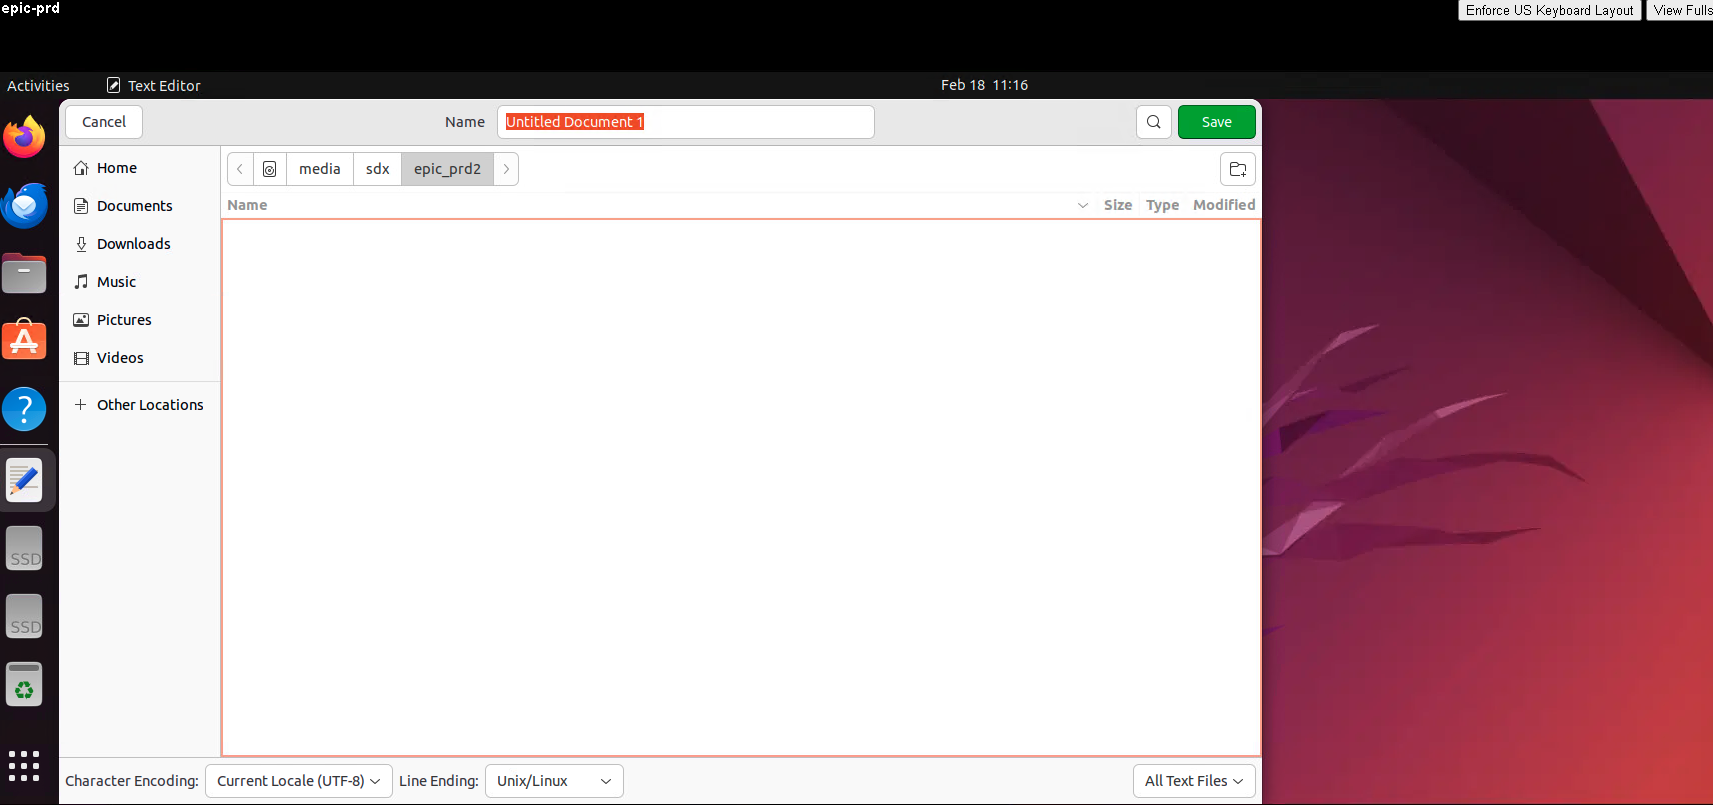 epic-prd
Enforce US Keyboard Layout
View Fulls
Activities
Text Editor
Feb 18 11:16
Cancel
Name
Untitled Document 1
Save
Home
Documents
Downloads
Music
Pictures
Videos
Other Locations
media
sdx
epic_prd2
Name
Size
Type
Modified
SSD
SSD
Character Encoding:
Current Locale (UTF-8)
Line Ending:
Unix/Linux
All Text Files